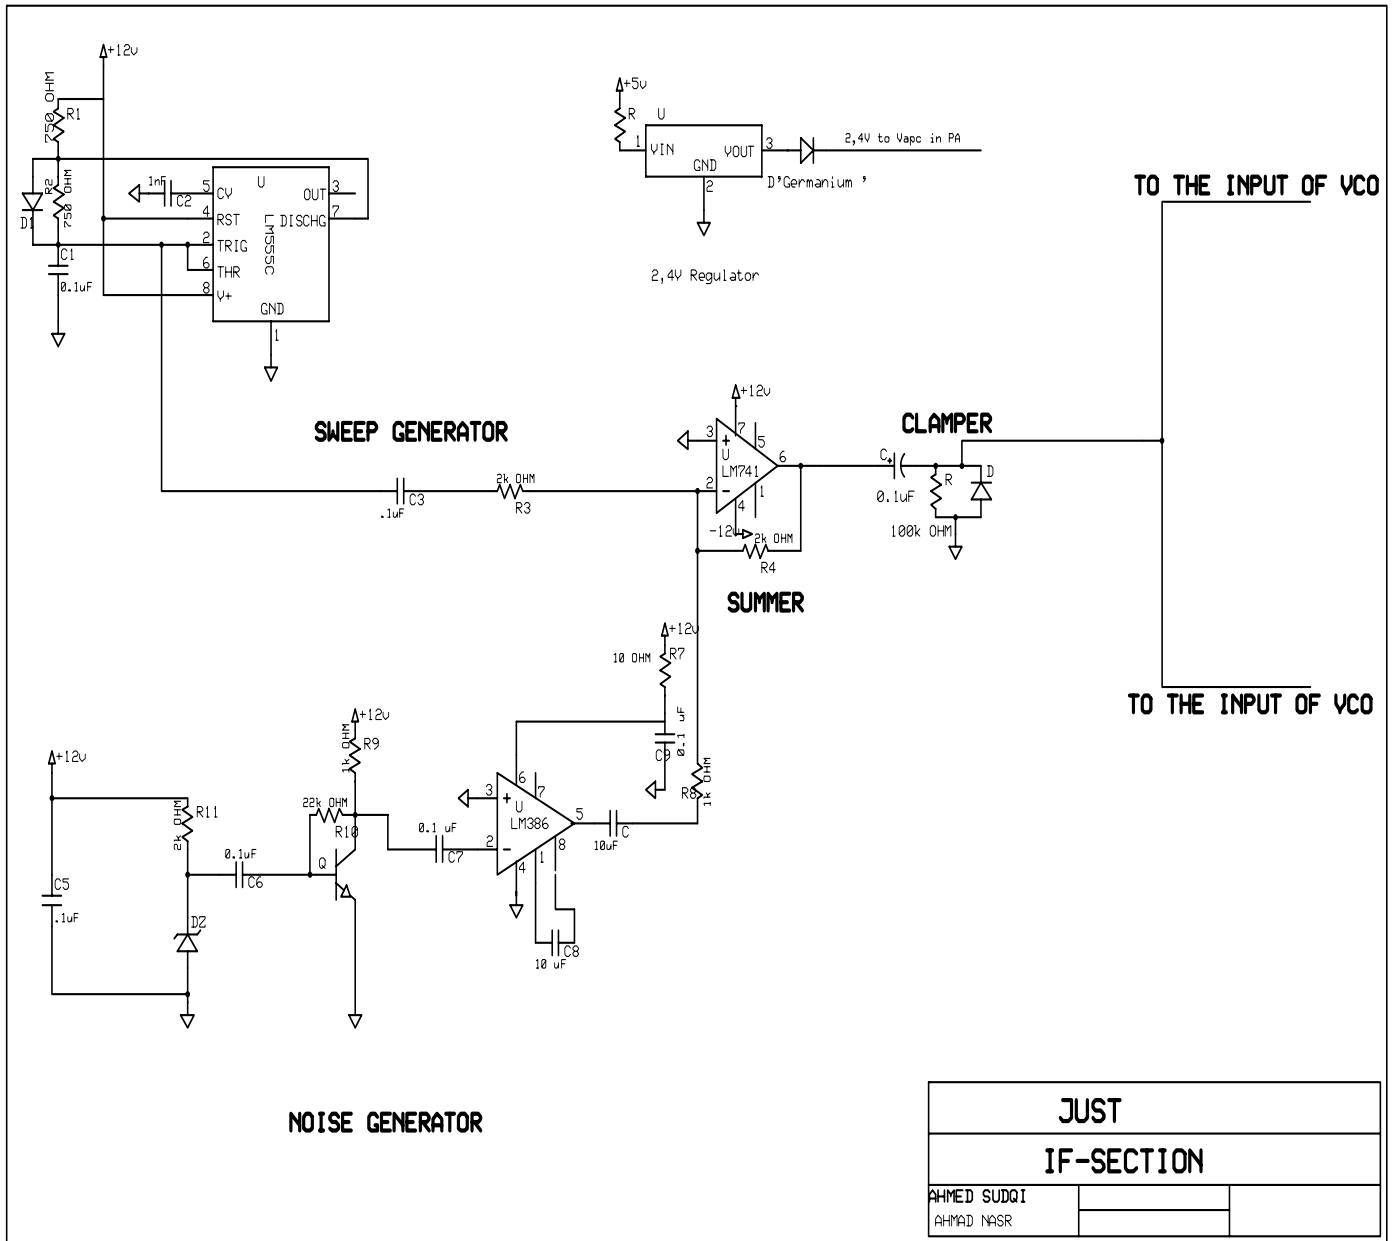 +12v
750 OHM
R1
R2
750 OHM
D1
C1
0.1uF
1nF
C2
5 CV
4 RST
2 TRIG
6 THR
8 V+
U
LM555C
OUT 3
DISCHG 7
GND
1
+5v
R
U
1 VIN
VOUT 3
GND
2
D'Germanium '
2,4V to Vapc in PA
2,4V Regulator
TO THE INPUT OF VCO
SWEEP GENERATOR
C3
.1uF
2k OHM
R3
+12v
3
+
7
5
U
LM741
6
2
-
4
1
-12v
2k OHM
R4
SUMMER
CLAMPER
C
+
0.1uF
R
D
100k OHM
TO THE INPUT OF VCO
+12v
10 OHM
R7
C9
0.1 uF
R8
1k OHM
+12v
C5
.1uF
R11
2k OHM
DZ
0.1uF
C6
+12v
R9
1k OHM
22k OHM
R10
Q
0.1 uF
C7
3
+
6
7
U
LM386
5
2
-
4
1
8
10uF
C
C8
10 uF
NOISE GENERATOR
JUST
IF-SECTION
AHMED SUDQI
AHMAD NASR